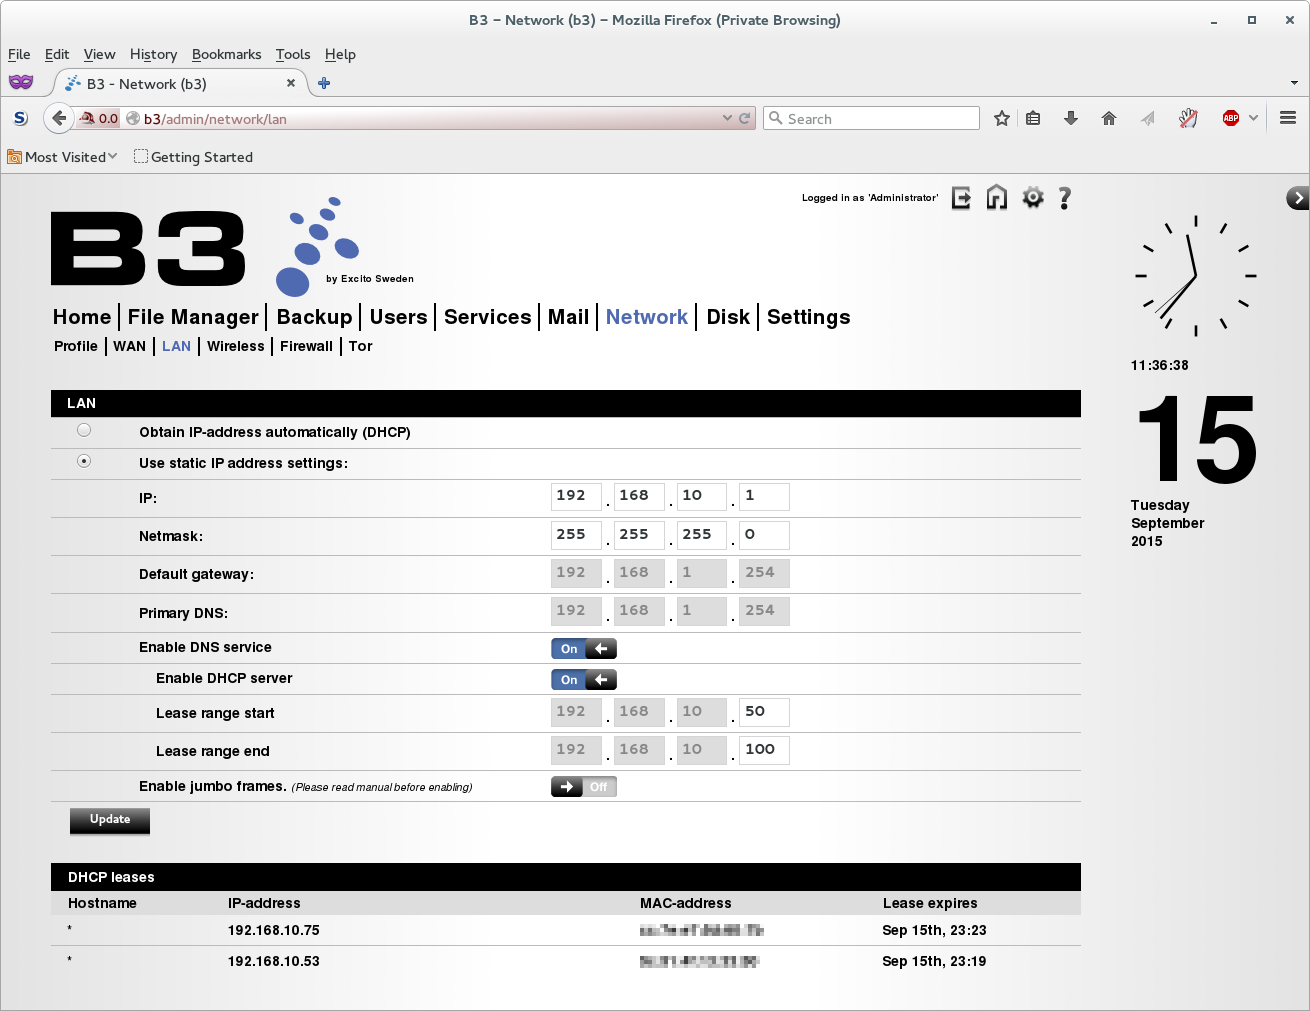 B3 – Network (b3) – Mozilla Firefox (Private Browsing)
File Edit View History Bookmarks Tools Help
B3 - Network (b3)
S 0.0 b3/admin/network/lan Search ABP
Most Visited Getting Started
Logged in as 'Administrator' ?
B3
by Excito Sweden
Home File Manager Backup Users Services Mail Network Disk Settings
Profile WAN LAN Wireless Firewall Tor
11:36:38
15
Tuesday
September
2015
LAN
Obtain IP-address automatically (DHCP)
Use static IP address settings:
IP: 192 . 168 . 10 . 1
Netmask: 255 . 255 . 255 . 0
Default gateway: 192 . 168 . 1 . 254
Primary DNS: 192 . 168 . 1 . 254
Enable DNS service On
Enable DHCP server On
Lease range start 192 . 168 . 10 . 50
Lease range end 192 . 168 . 10 . 100
Enable jumbo frames. (Please read manual before enabling) Off
Update
DHCP leases
Hostname IP-address MAC-address Lease expires
* 192.168.10.75 Sep 15th, 23:23
* 192.168.10.53 Sep 15th, 23:19